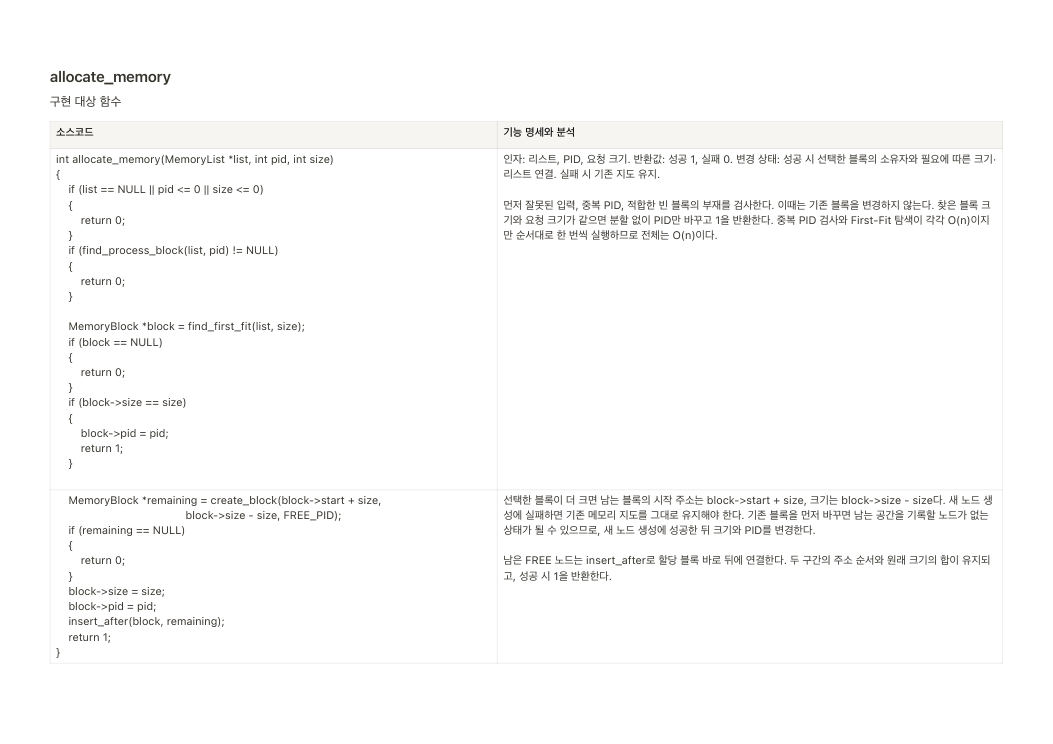 allocate_memory
구현 대상 함수
소스코드
기능 명세와 분석
int allocate_memory(MemoryList *list, int pid, int size)
{
    if (list == NULL || pid <= 0 || size <= 0)
    {
        return 0;
    }
    if (find_process_block(list, pid) != NULL)
    {
        return 0;
    }

    MemoryBlock *block = find_first_fit(list, size);
    if (block == NULL)
    {
        return 0;
    }
    if (block->size == size)
    {
        block->pid = pid;
        return 1;
    }
인자: 리스트, PID, 요청 크기. 반환값: 성공 1, 실패 0. 변경 상태: 성공 시 선택한 블록의 소유자와 필요에 따른 크기·
리스트 연결. 실패 시 기존 지도 유지.

먼저 잘못된 입력, 중복 PID, 적합한 빈 블록의 부재를 검사한다. 이때는 기존 블록을 변경하지 않는다. 찾은 블록 크
기와 요청 크기가 같으면 분할 없이 PID만 바꾸고 1을 반환한다. 중복 PID 검사와 First-Fit 탐색이 각각 O(n)이지
만 순서대로 한 번씩 실행하므로 전체는 O(n)이다.
    MemoryBlock *remaining = create_block(block->start + size,
                                          block->size - size, FREE_PID);
    if (remaining == NULL)
    {
        return 0;
    }
    block->size = size;
    block->pid = pid;
    insert_after(block, remaining);
    return 1;
}
선택한 블록이 더 크면 남는 블록의 시작 주소는 block->start + size, 크기는 block->size - size다. 새 노드 생
성에 실패하면 기존 메모리 지도를 그대로 유지해야 한다. 기존 블록을 먼저 바꾸면 남는 공간을 기록할 노드가 없는
상태가 될 수 있으므로, 새 노드 생성에 성공한 뒤 크기와 PID를 변경한다.

남은 FREE 노드는 insert_after로 할당 블록 바로 뒤에 연결한다. 두 구간의 주소 순서와 원래 크기의 합이 유지되
고, 성공 시 1을 반환한다.